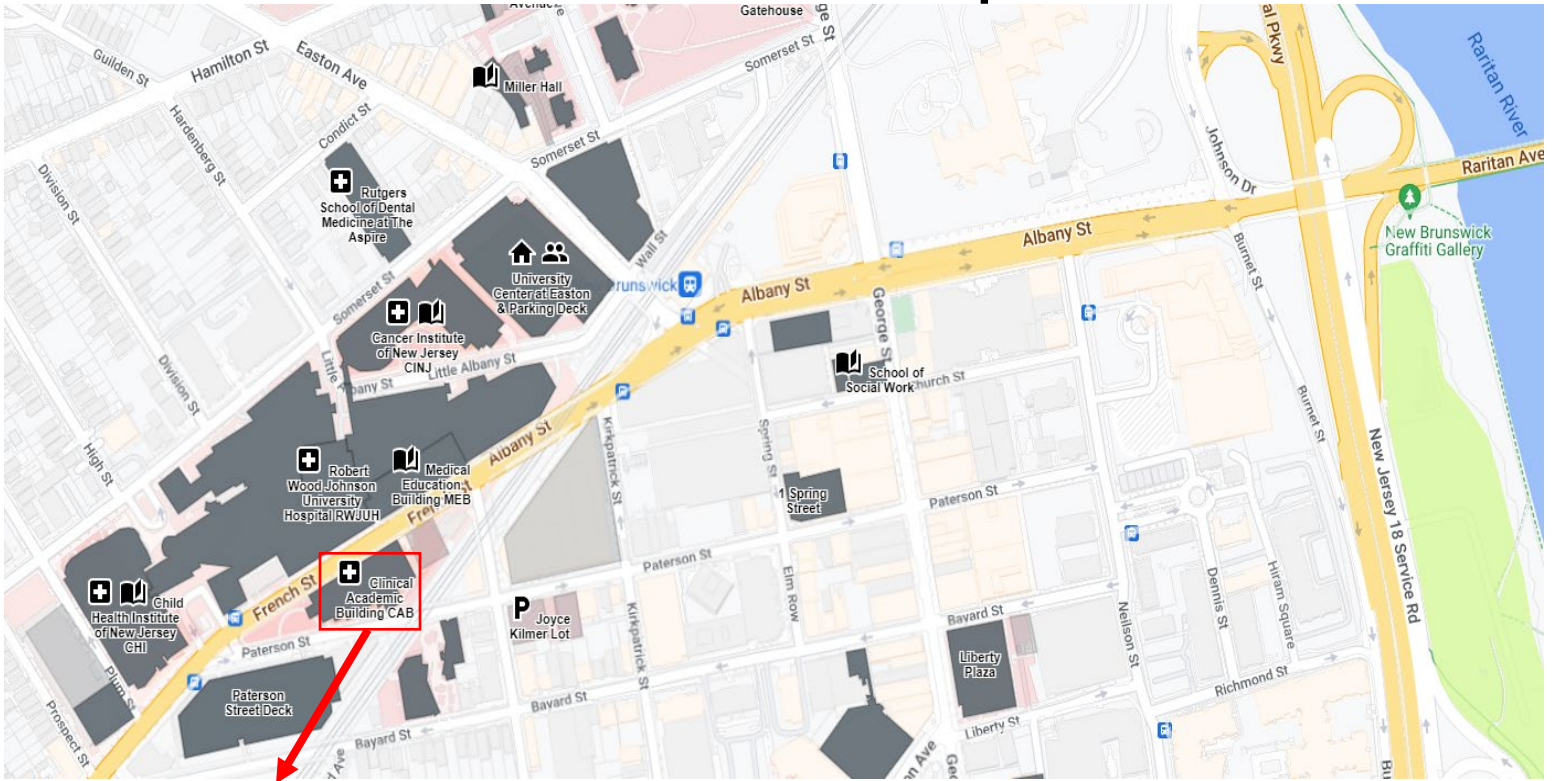 Gatehouse
Guilden St
Hamilton St
Easton Ave
Somerset St
Miller Hall
Hardenberg St
Condict St
Somerset St
Division St
Rutgers
School of Dental
Medicine at The
Aspire
Wall St
Johnson Dr
Raritan River
Raritan Ave
New Brunswick
Graffiti Gallery
Albany St
Burnet St
University
Center at Easton
& Parking Deck
Albany St
George St
Somerset St
Cancer Institute
of New Jersey
CINJ
Little Albany St
School of
Social Work
Church St
Division St
High St
Burnet St
Albany St
Kirkpatrick St
Spring St
Robert
Wood Johnson
University
Hospital RWJUH
Medical
Education
Building MEB
French St
1 Spring
Street
Paterson St
New Jersey 18 Service Rd
Paterson St
French St
Clinical
Academic
Building CAB
Child
Health Institute
of New Jersey
CHI
P
Joyce
Kilmer Lot
Kirkpatrick St
Elm Row
Bayard St
Neilson St
Dennis St
Hiram Square
Paterson St
Plum St
Prospect St
Paterson
Street Deck
Bayard St
Bayard St
Liberty
Plaza
Richmond St
Liberty St